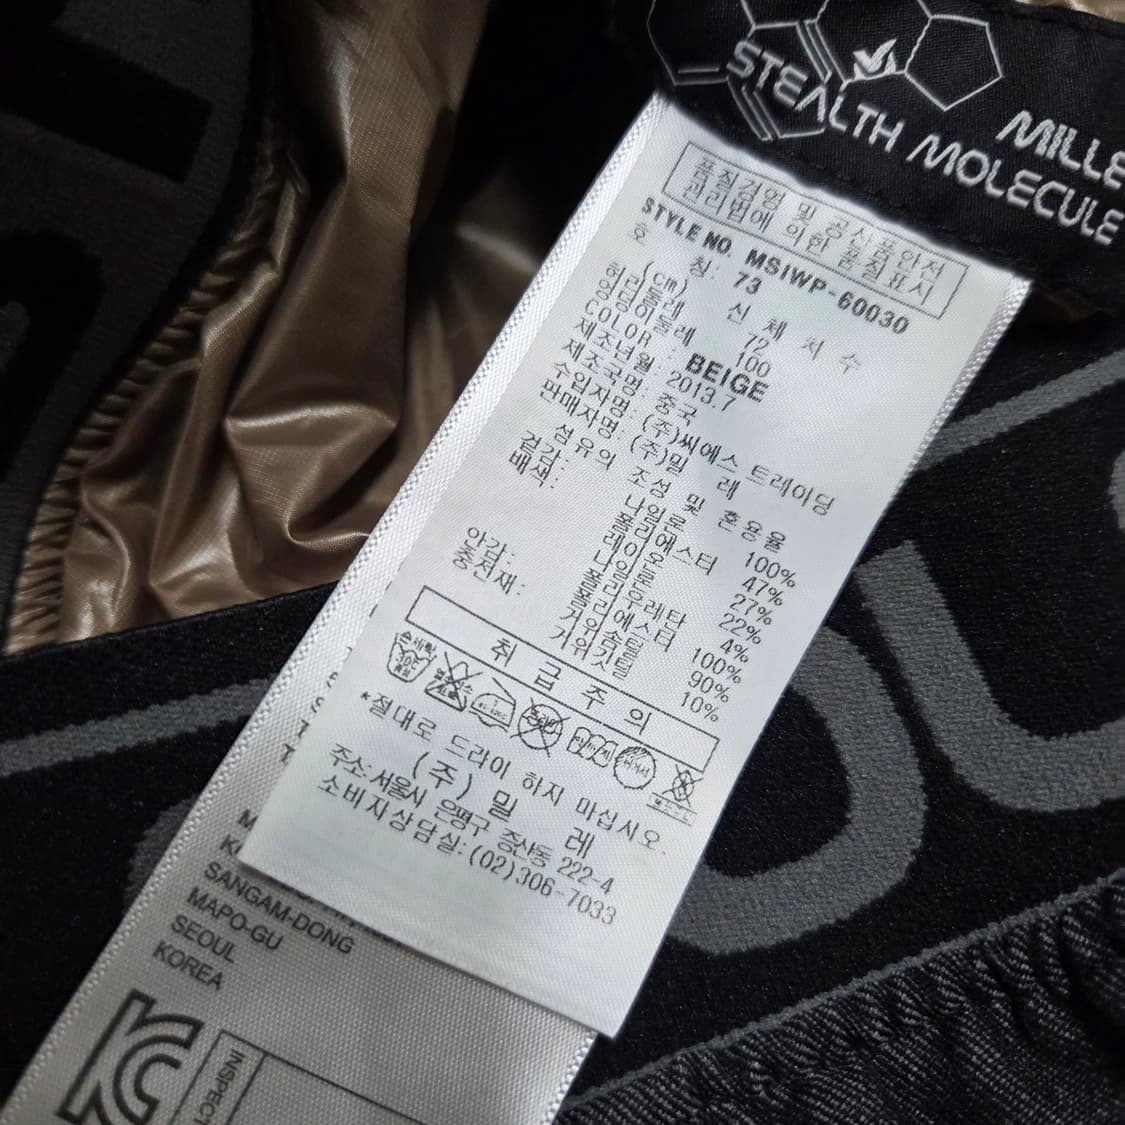 STEALTH MOLECULE
MILLE
품질경영 및 공산품안전
관리법에 의한 품질표시
STYLE NO. MSIWP-60030
호 칭: 73
(cm) 신 체 치 수
허리둘레 72
엉덩이둘레 100
COLOR : BEIGE
제조년월: 2013.7
제조국명: 중국
수입자명: (주)씨에스 트레이딩
판매자명: (주)밀 레
섬유의 조성 및 혼용율
겉감: 나일론 100%
배색: 폴리에스터 47%
레이온 27%
나일론 22%
폴리우레탄 4%
안감: 폴리에스터 100%
충전재: 거위솜털 90%
거위깃털 10%
취 급 주 의
손세탁
30
중성
*절대로 드라이 하지 마십시오.
(주) 밀 레
주소:서울시 은평구 증산동 222-4
소비자상담실:(02)306-7033
SANGAM-DONG
MAPO-GU
SEOUL
KOREA
INSPECT